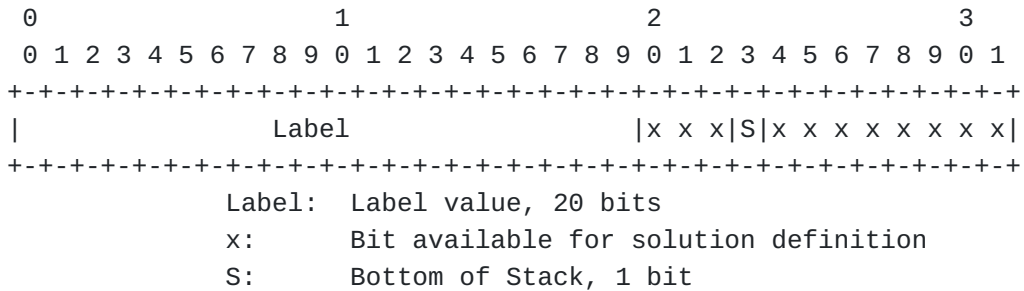 0                   1                   2                   3
 0 1 2 3 4 5 6 7 8 9 0 1 2 3 4 5 6 7 8 9 0 1 2 3 4 5 6 7 8 9 0 1
+-+-+-+-+-+-+-+-+-+-+-+-+-+-+-+-+-+-+-+-+-+-+-+-+-+-+-+-+-+-+-+-+
|                Label                  |x x x|S|x x x x x x x x|
+-+-+-+-+-+-+-+-+-+-+-+-+-+-+-+-+-+-+-+-+-+-+-+-+-+-+-+-+-+-+-+-+
              Label:  Label value, 20 bits
              x:      Bit available for solution definition
              S:      Bottom of Stack, 1 bit